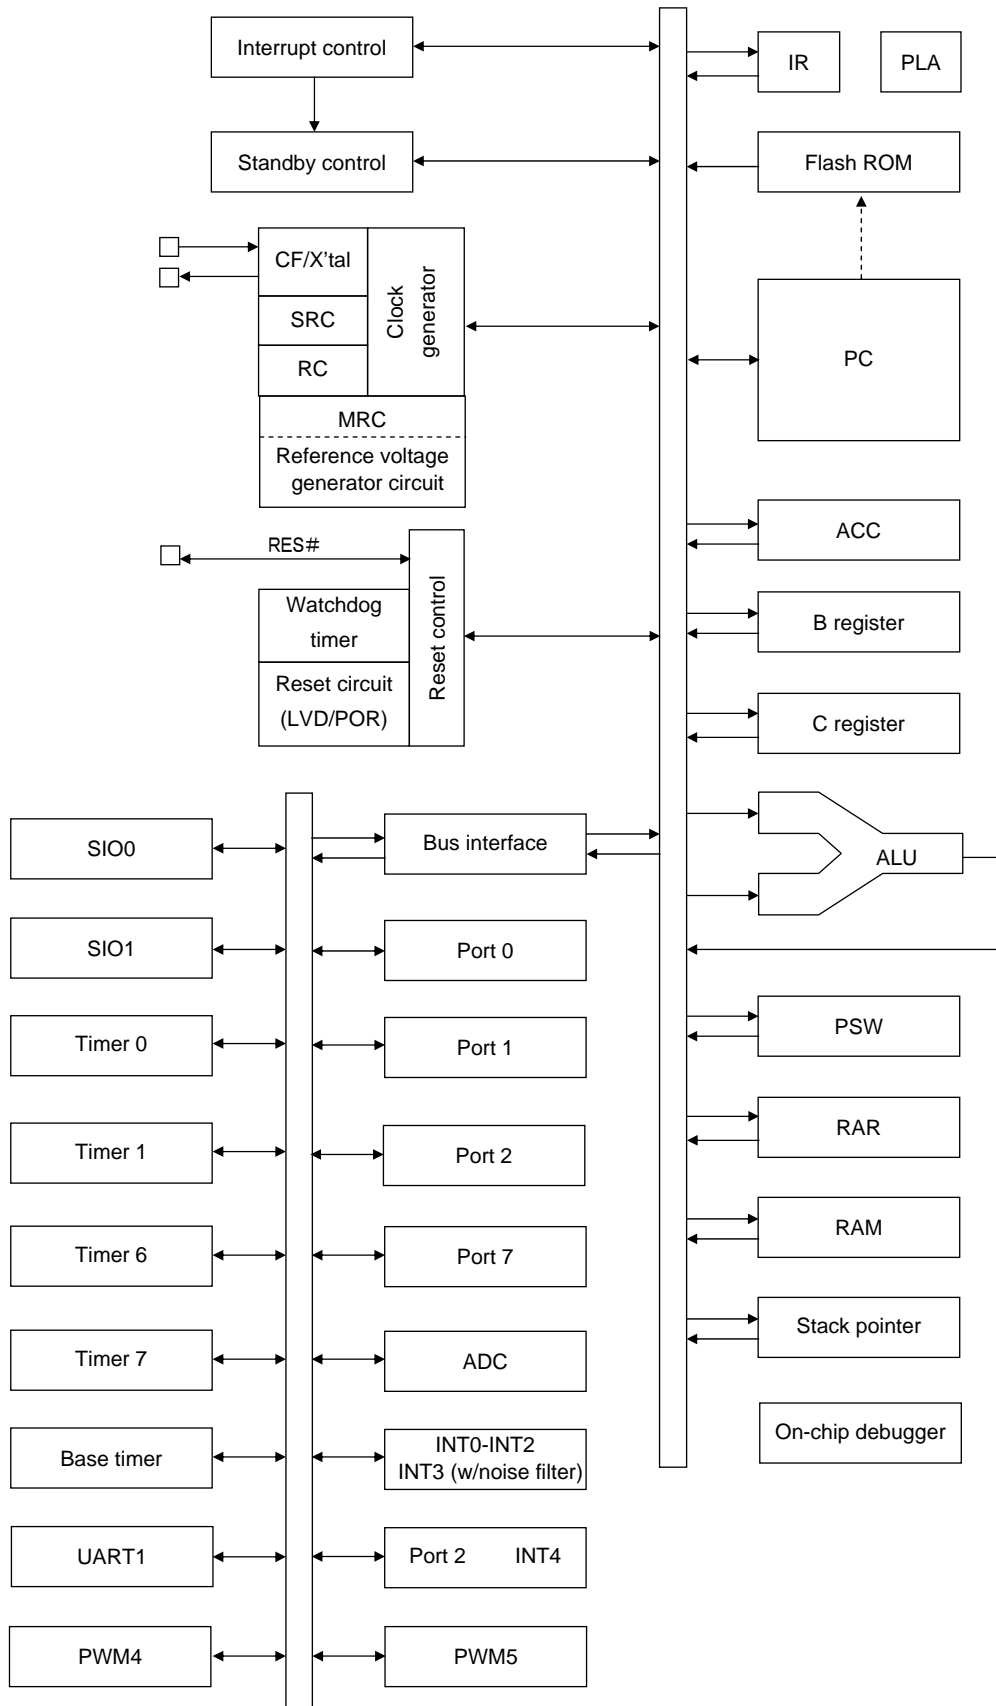 Interrupt control
IR
PLA
Standby control
Flash ROM
CF/X'tal
SRC
RC
Clock
generator
MRC
Reference voltage
generator circuit
PC
RES#
Watchdog
timer
Reset circuit
(LVD/POR)
Reset control
ACC
B register
C register
SIO0
Bus interface
ALU
SIO1
Port 0
Timer 0
Port 1
PSW
Timer 1
Port 2
RAR
Timer 6
Port 7
RAM
Timer 7
ADC
Stack pointer
Base timer
INT0-INT2
INT3 (w/noise filter)
On-chip debugger
UART1
Port 2 INT4
PWM4
PWM5